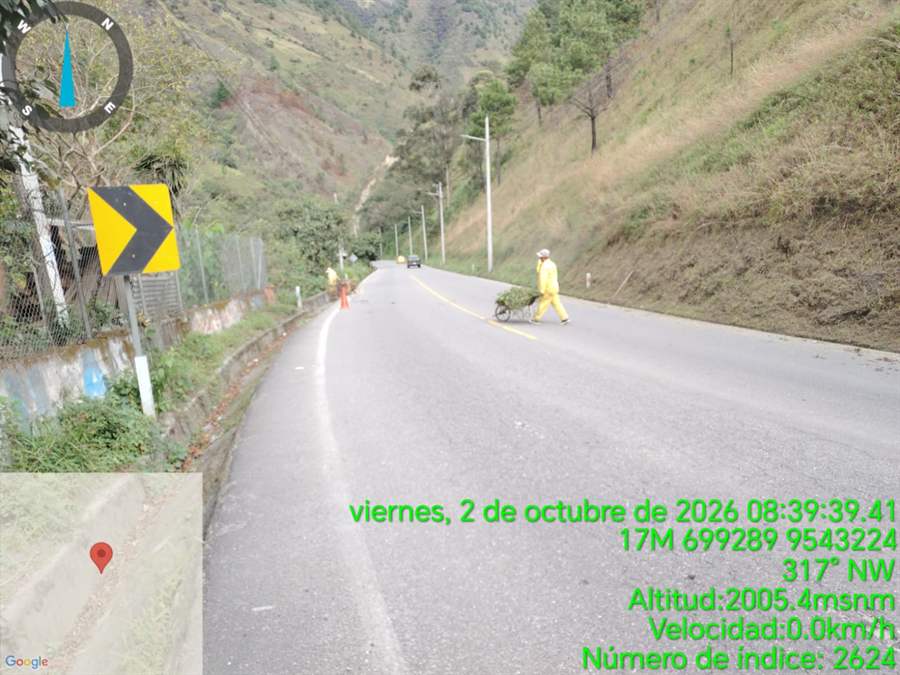 N
W
S
E
viernes, 2 de octubre de 2026 08:39:39.41
17M 699289 9543224
317° NW
Altitud:2005.4msnm
Velocidad:0.0km/h
Número de índice: 2624
Google